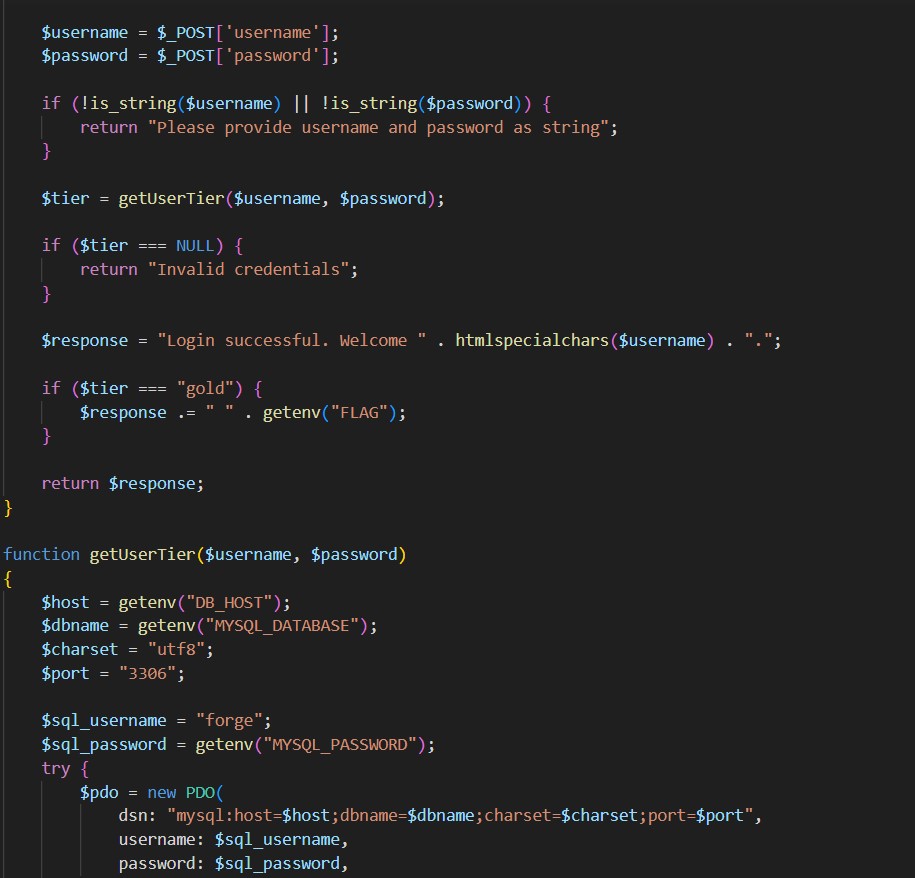 $username = $_POST['username'];
$password = $_POST['password'];
if (!is_string($username) || !is_string($password)) {
return "Please provide username and password as string";
}
$tier = getUserTier($username, $password);
if ($tier === NULL) {
return "Invalid credentials";
}
$response = "Login successful. Welcome " . htmlspecialchars($username) . ".";
if ($tier === "gold") {
$response .= " " . getenv("FLAG");
}
return $response;
}
function getUserTier($username, $password)
{
$host = getenv("DB_HOST");
$dbname = getenv("MYSQL_DATABASE");
$charset = "utf8";
$port = "3306";
$sql_username = "forge";
$sql_password = getenv("MYSQL_PASSWORD");
try {
$pdo = new PDO(
dsn: "mysql:host=$host;dbname=$dbname;charset=$charset;port=$port",
username: $sql_username,
password: $sql_password,